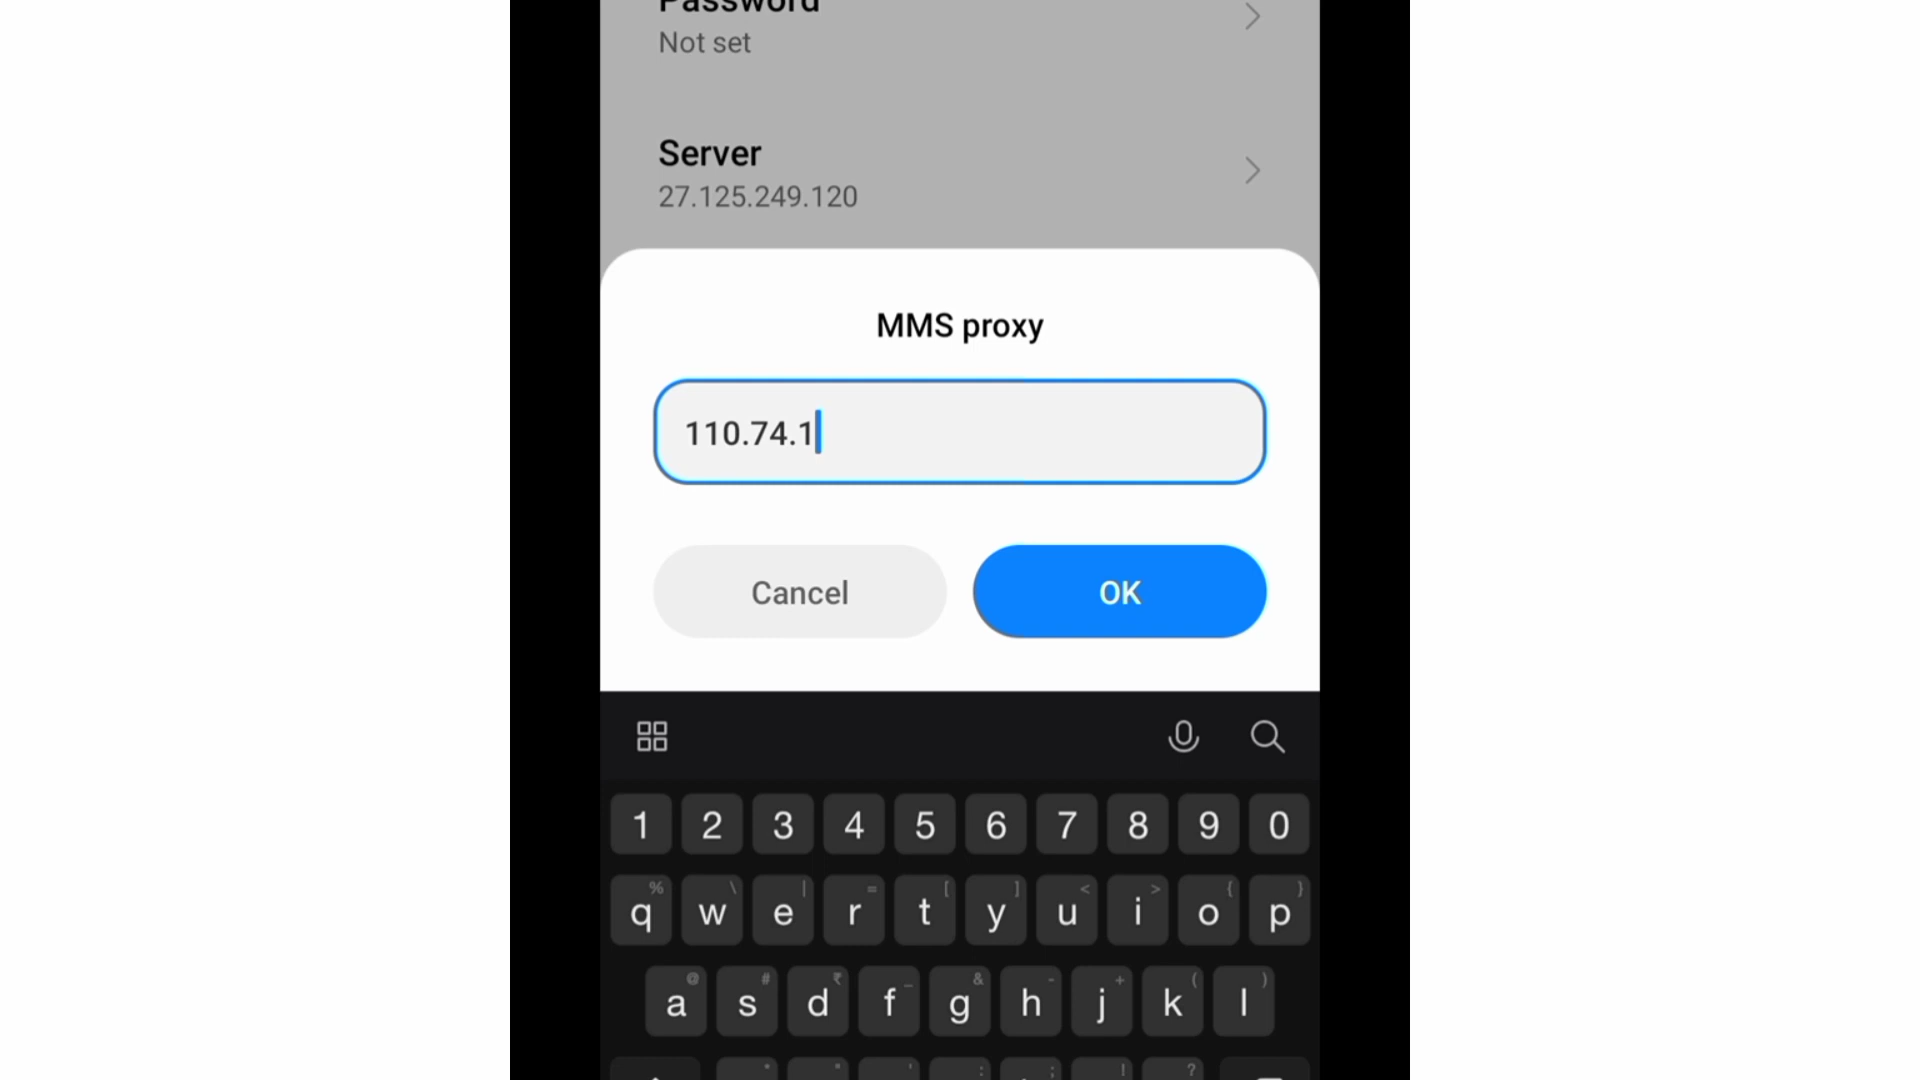 Password
Not set
Server
27.125.249.120
MMS proxy
110.74.1
Cancel
OK
1 2 3 4 5 6 7 8 9 0
% \ | = [ ] < > { }
q w e r t y u i o p
@ # ₹ _ & - + ( )
a s d f g h j k l
* " ' : ; ! ?